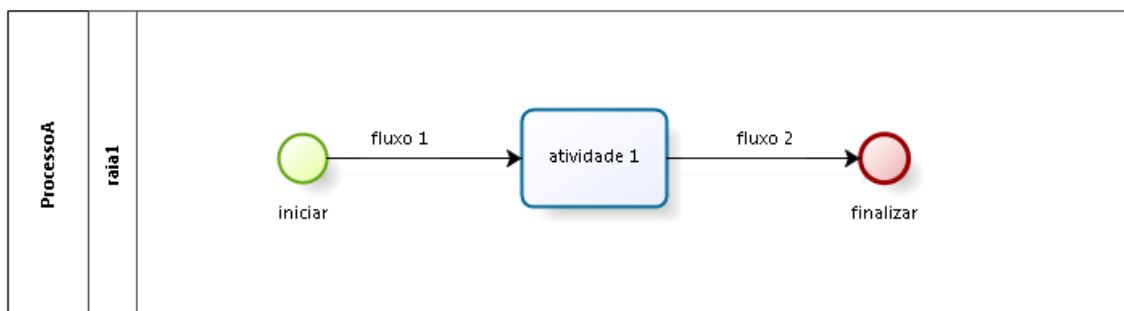 ProcessoA
raia1
iniciar
fluxo 1
atividade 1
fluxo 2
finalizar